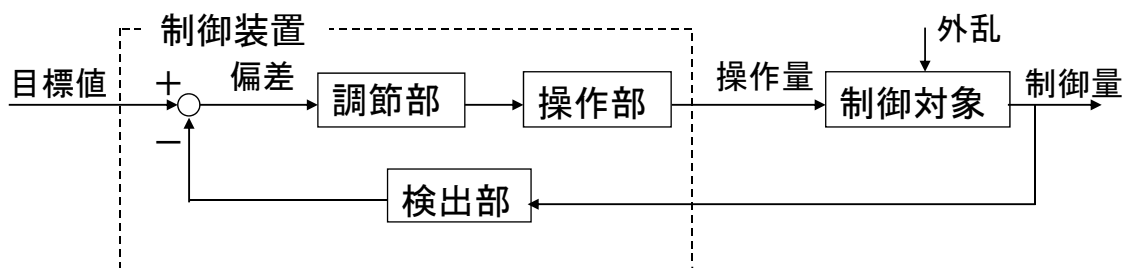 制御装置
外乱
目標値
＋
偏差
調節部
操作部
操作量
制御対象
制御量
－
検出部